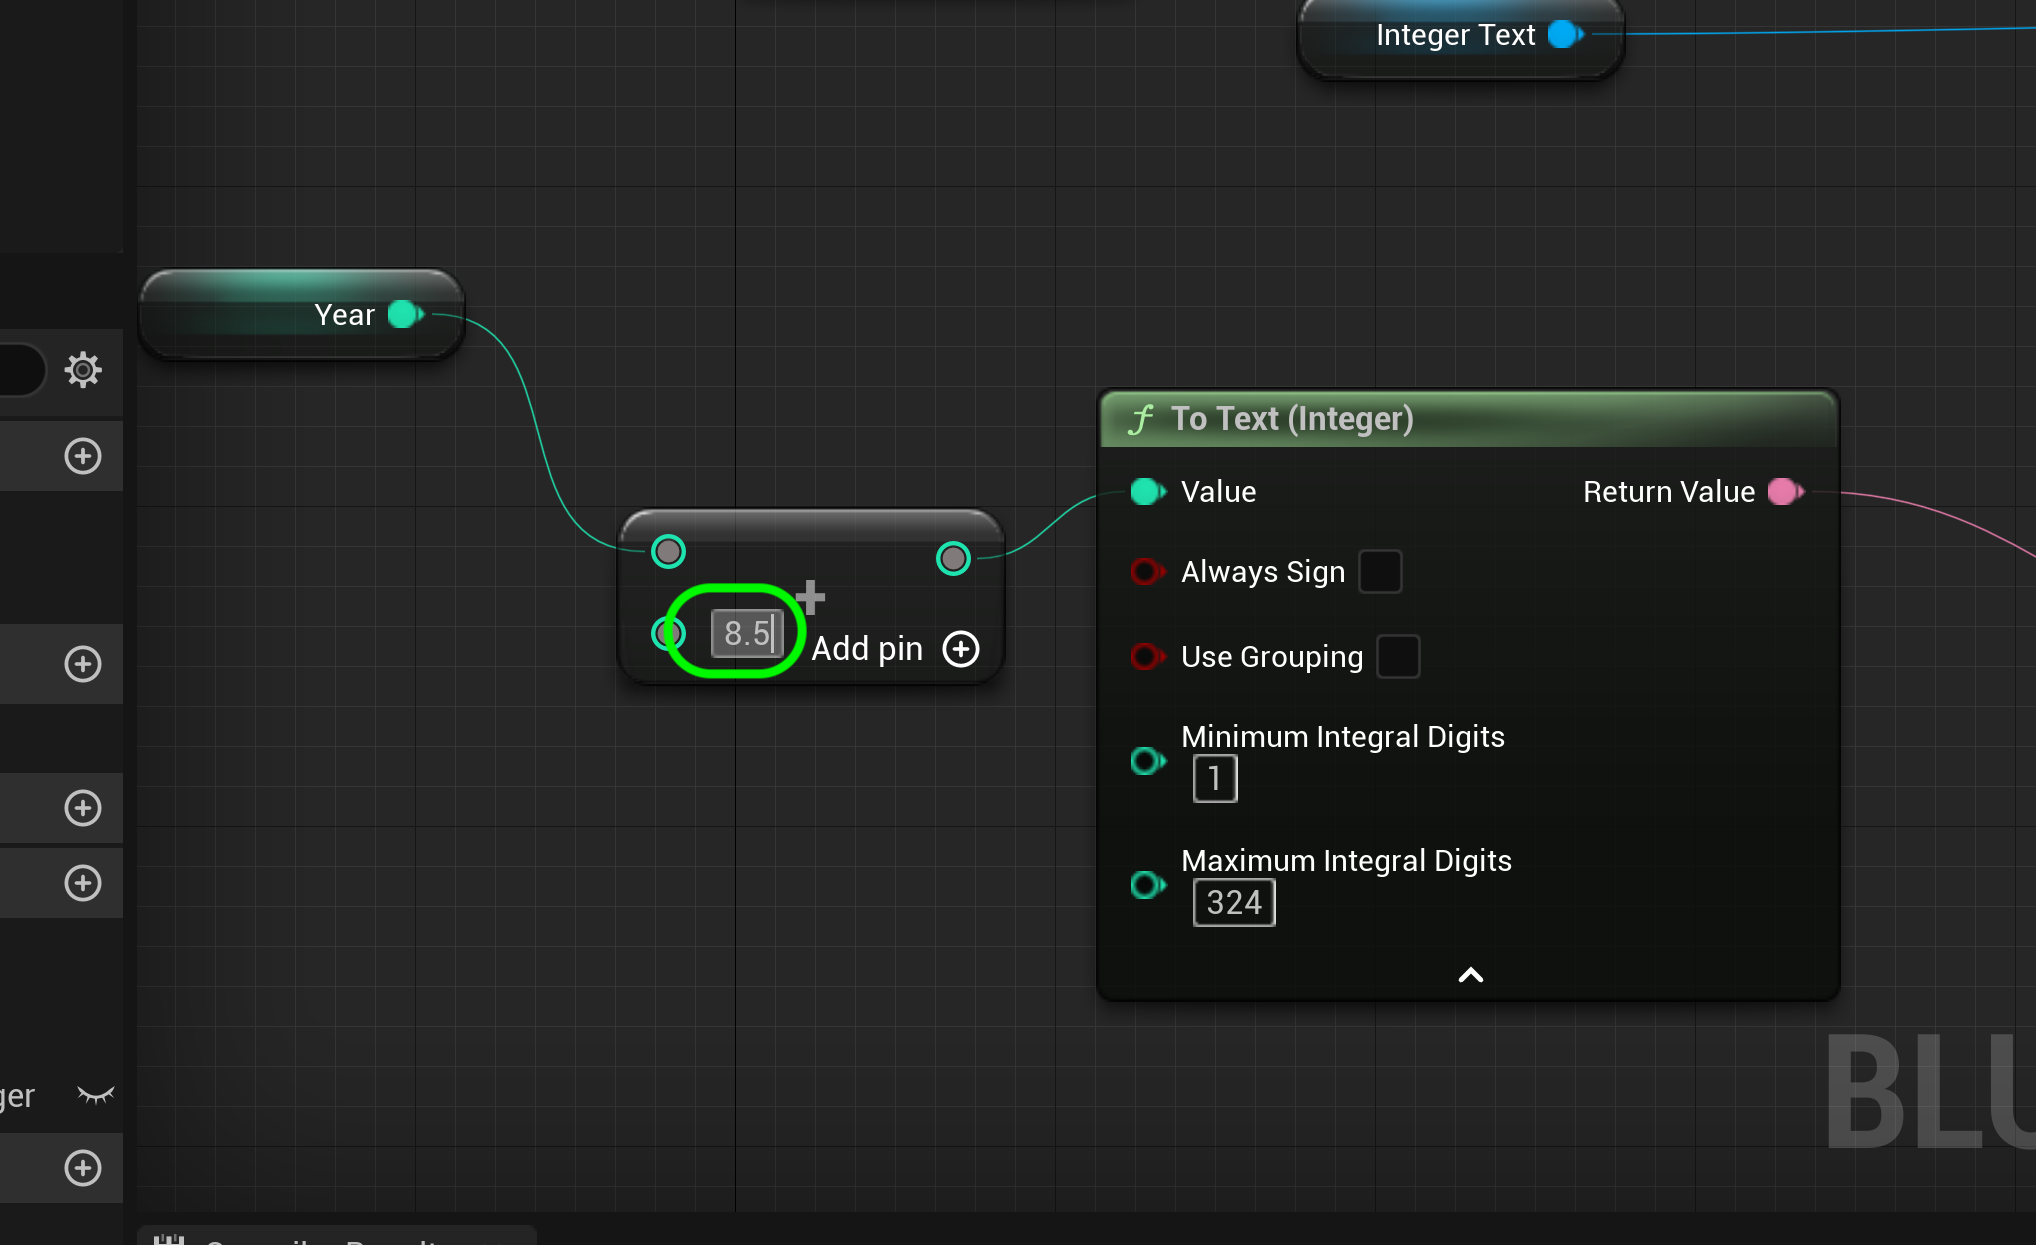 Integer Text
Year
To Text (Integer)
Value
Return Value
Always Sign
8.5
Add pin
Use Grouping
Minimum Integral Digits
1
Maximum Integral Digits
324
BLU
ger